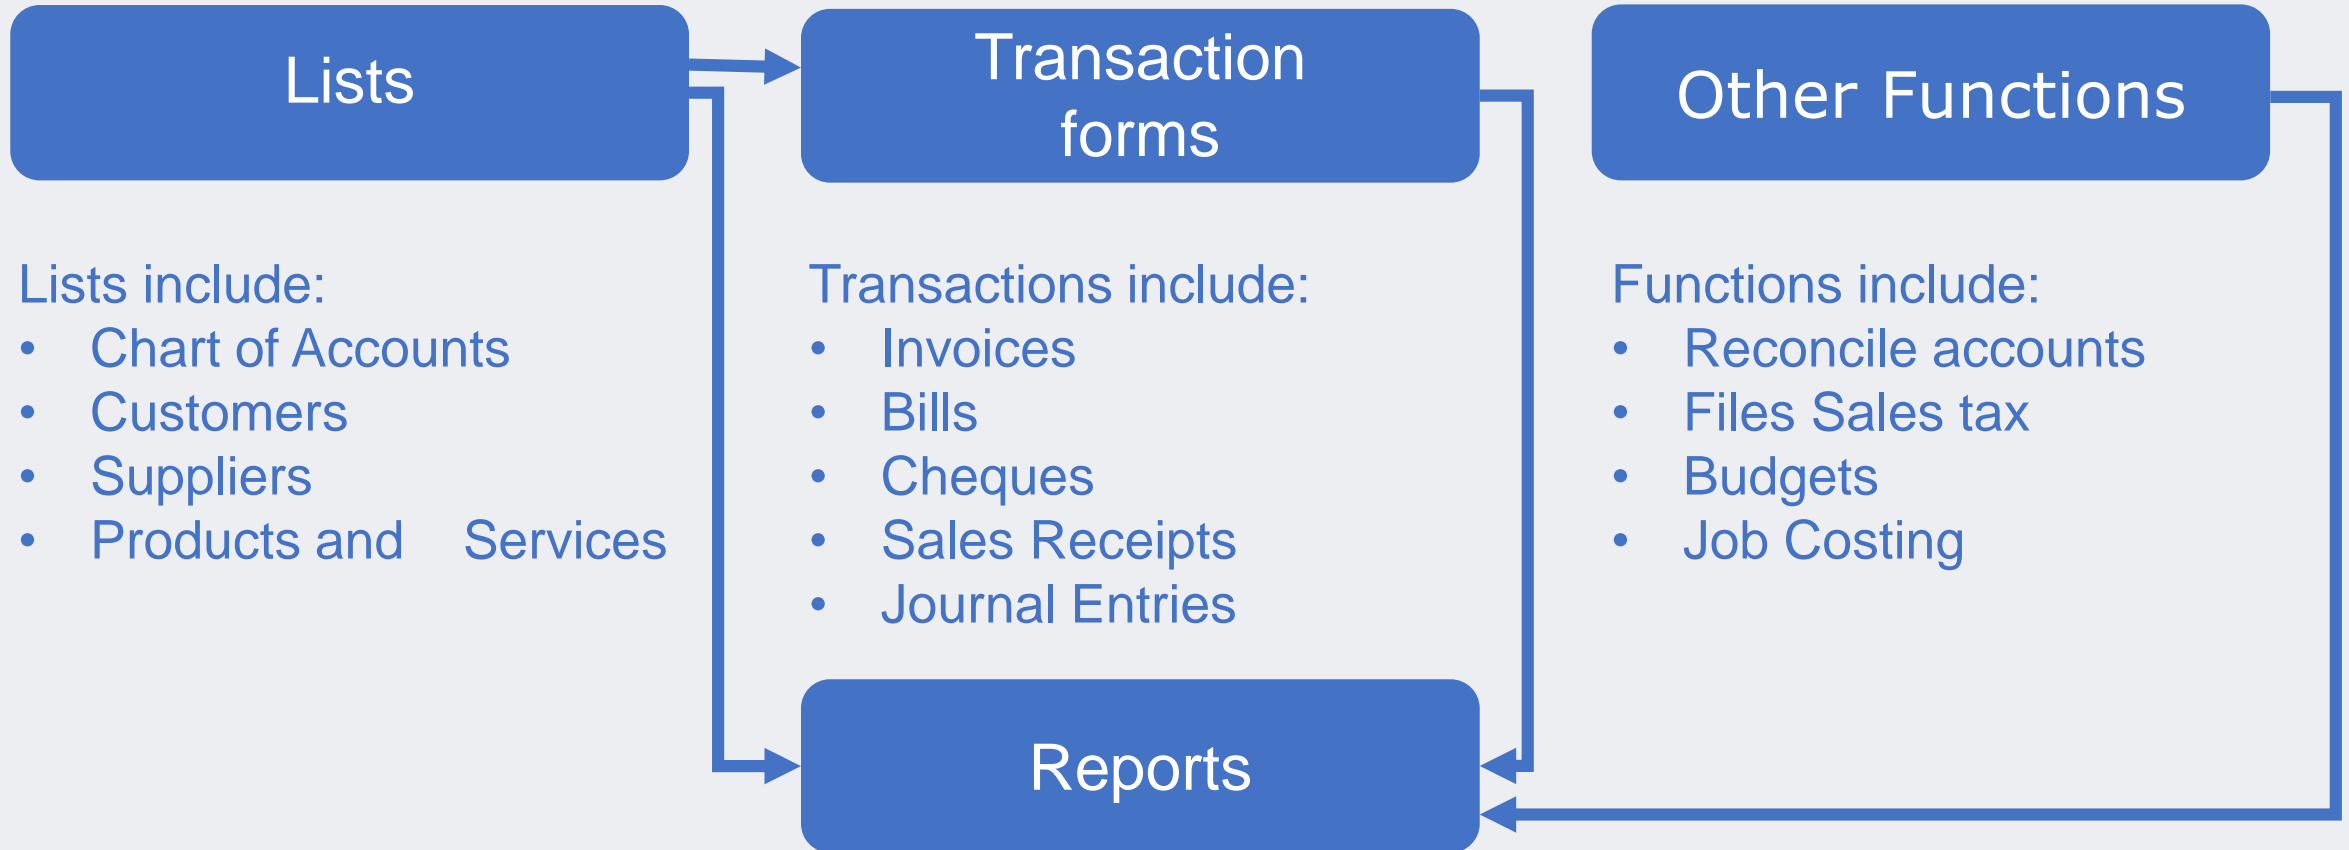 Lists
Transaction
forms
Other Functions
Lists include:
• Chart of Accounts
• Customers
• Suppliers
• Products and Services
Transactions include:
• Invoices
• Bills
• Cheques
• Sales Receipts
• Journal Entries
Functions include:
• Reconcile accounts
• Files Sales tax
• Budgets
• Job Costing
Reports